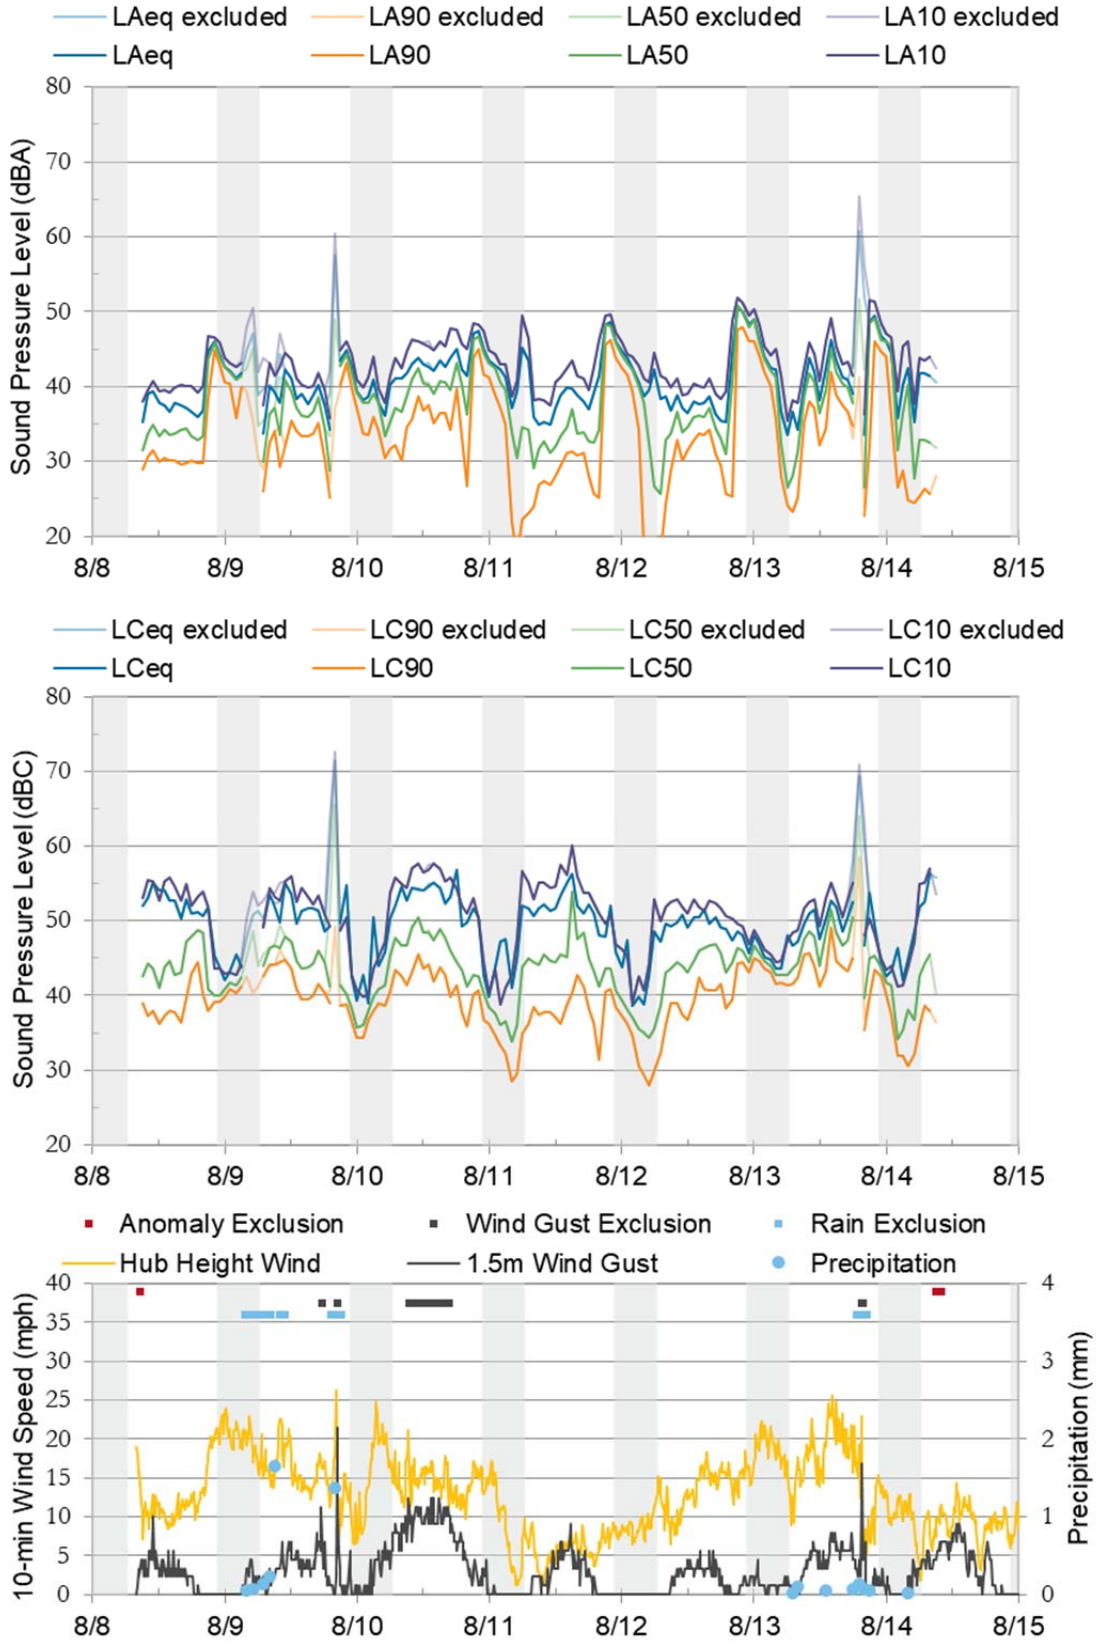 LAeq excluded LA90 excluded LA50 excluded LA10 excluded
LAeq LA90 LA50 LA10
Sound Pressure Level (dBA)
80
70
60
50
40
30
20
8/8 8/9 8/10 8/11 8/12 8/13 8/14 8/15
LCeq excluded LC90 excluded LC50 excluded LC10 excluded
LCeq LC90 LC50 LC10
Sound Pressure Level (dBC)
80
70
60
50
40
30
20
8/8 8/9 8/10 8/11 8/12 8/13 8/14 8/15
Anomaly Exclusion Wind Gust Exclusion Rain Exclusion
Hub Height Wind 1.5m Wind Gust Precipitation
10-min Wind Speed (mph)
40 4
35
30 3
25
20 2
15
10 1
5
0 0
Precipitation (mm)
8/8 8/9 8/10 8/11 8/12 8/13 8/14 8/15